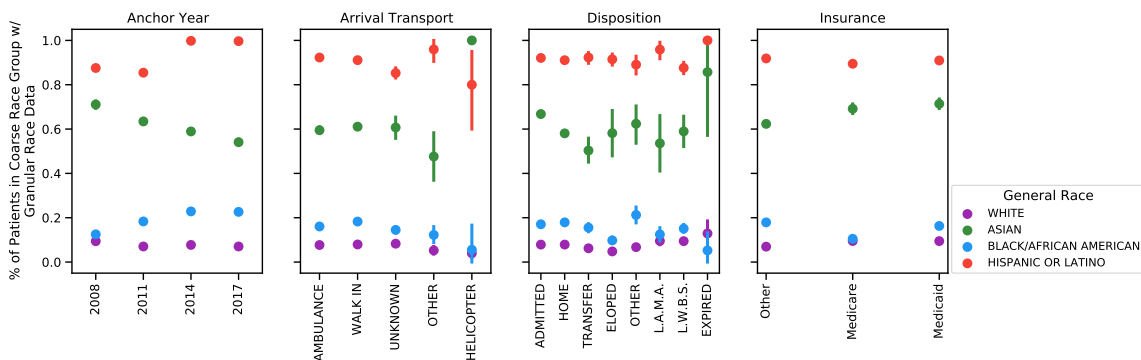 Anchor Year
Arrival Transport
Disposition
Insurance
% of Patients in Coarse Race Group w/
Granular Race Data
1.0
0.8
0.6
0.4
0.2
0.0
2008
2011
2014
2017
AMBULANCE
WALK IN
UNKNOWN
OTHER
HELICOPTER
ADMITTED
HOME
TRANSFER
ELOPED
OTHER
L.A.M.A.
L.W.B.S.
EXPIRED
Other
Medicare
Medicaid
General Race
WHITE
ASIAN
BLACK/AFRICAN AMERICAN
HISPANIC OR LATINO